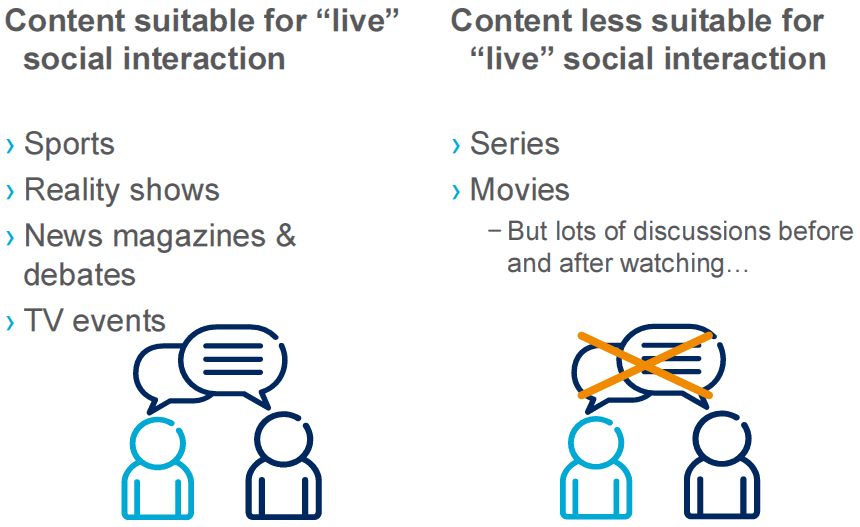 Content suitable for “live”
social interaction
› Sports
› Reality shows
› News magazines &
debates
› TV events
Content less suitable for
“live” social interaction
› Series
› Movies
– But lots of discussions before
and after watching…